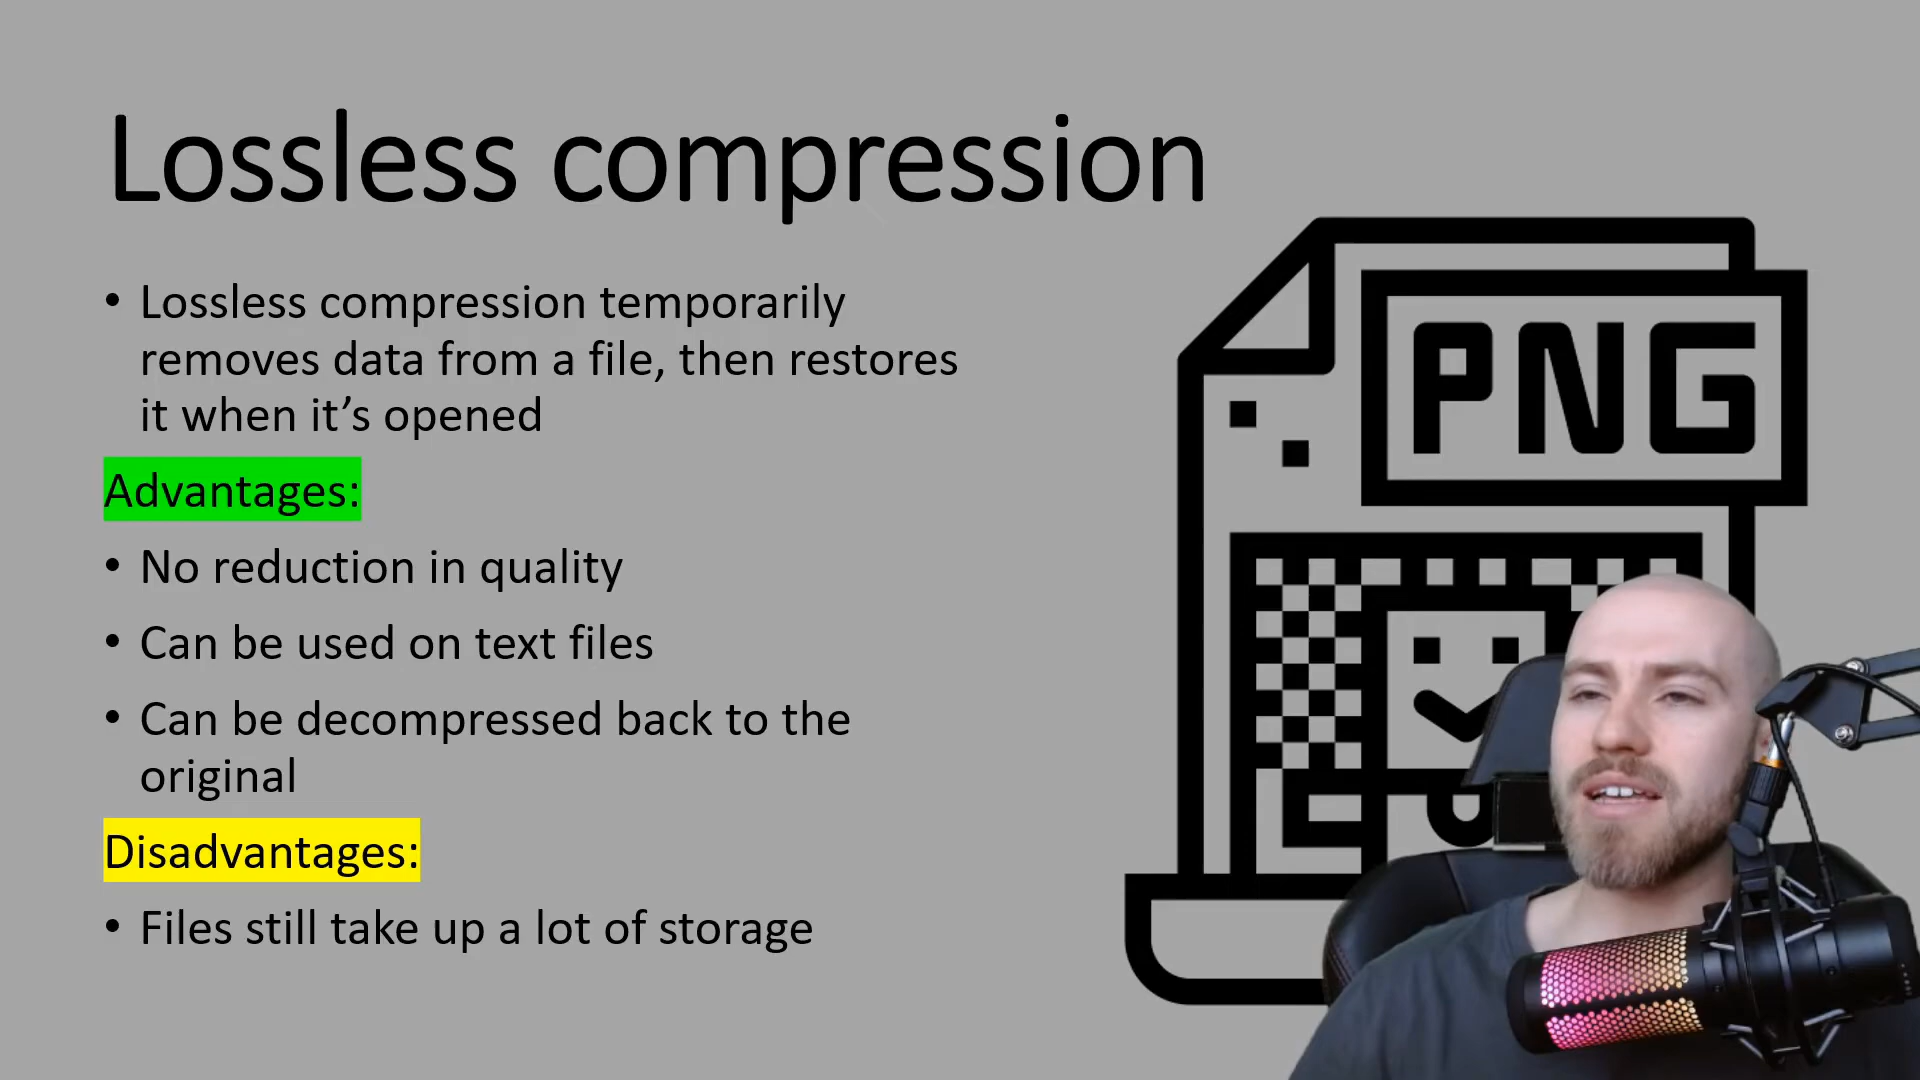 Lossless compression
• Lossless compression temporarily
removes data from a file, then restores
it when it’s opened
Advantages:
• No reduction in quality
• Can be used on text files
• Can be decompressed back to the
original
Disadvantages:
• Files still take up a lot of storage
PNG